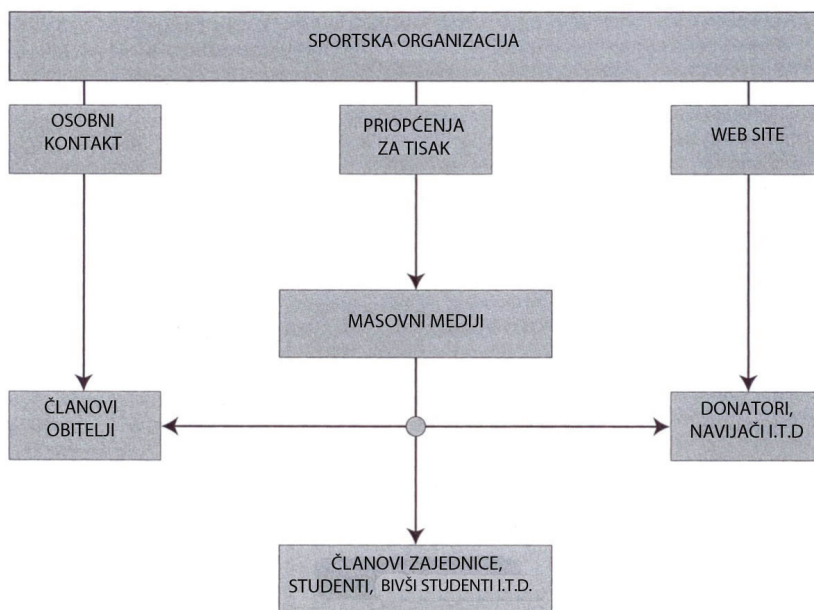 SPORTSKA ORGANIZACIJA
OSOBNI
KONTAKT
PRIOPĆENJA
ZA TISAK
WEB SITE
MASOVNI MEDIJI
ČLANOVI
OBITELJI
DONATORI,
NAVIJAČI I.T.D
ČLANOVI ZAJEDNICE,
STUDENTI, BIVŠI STUDENTI I.T.D.